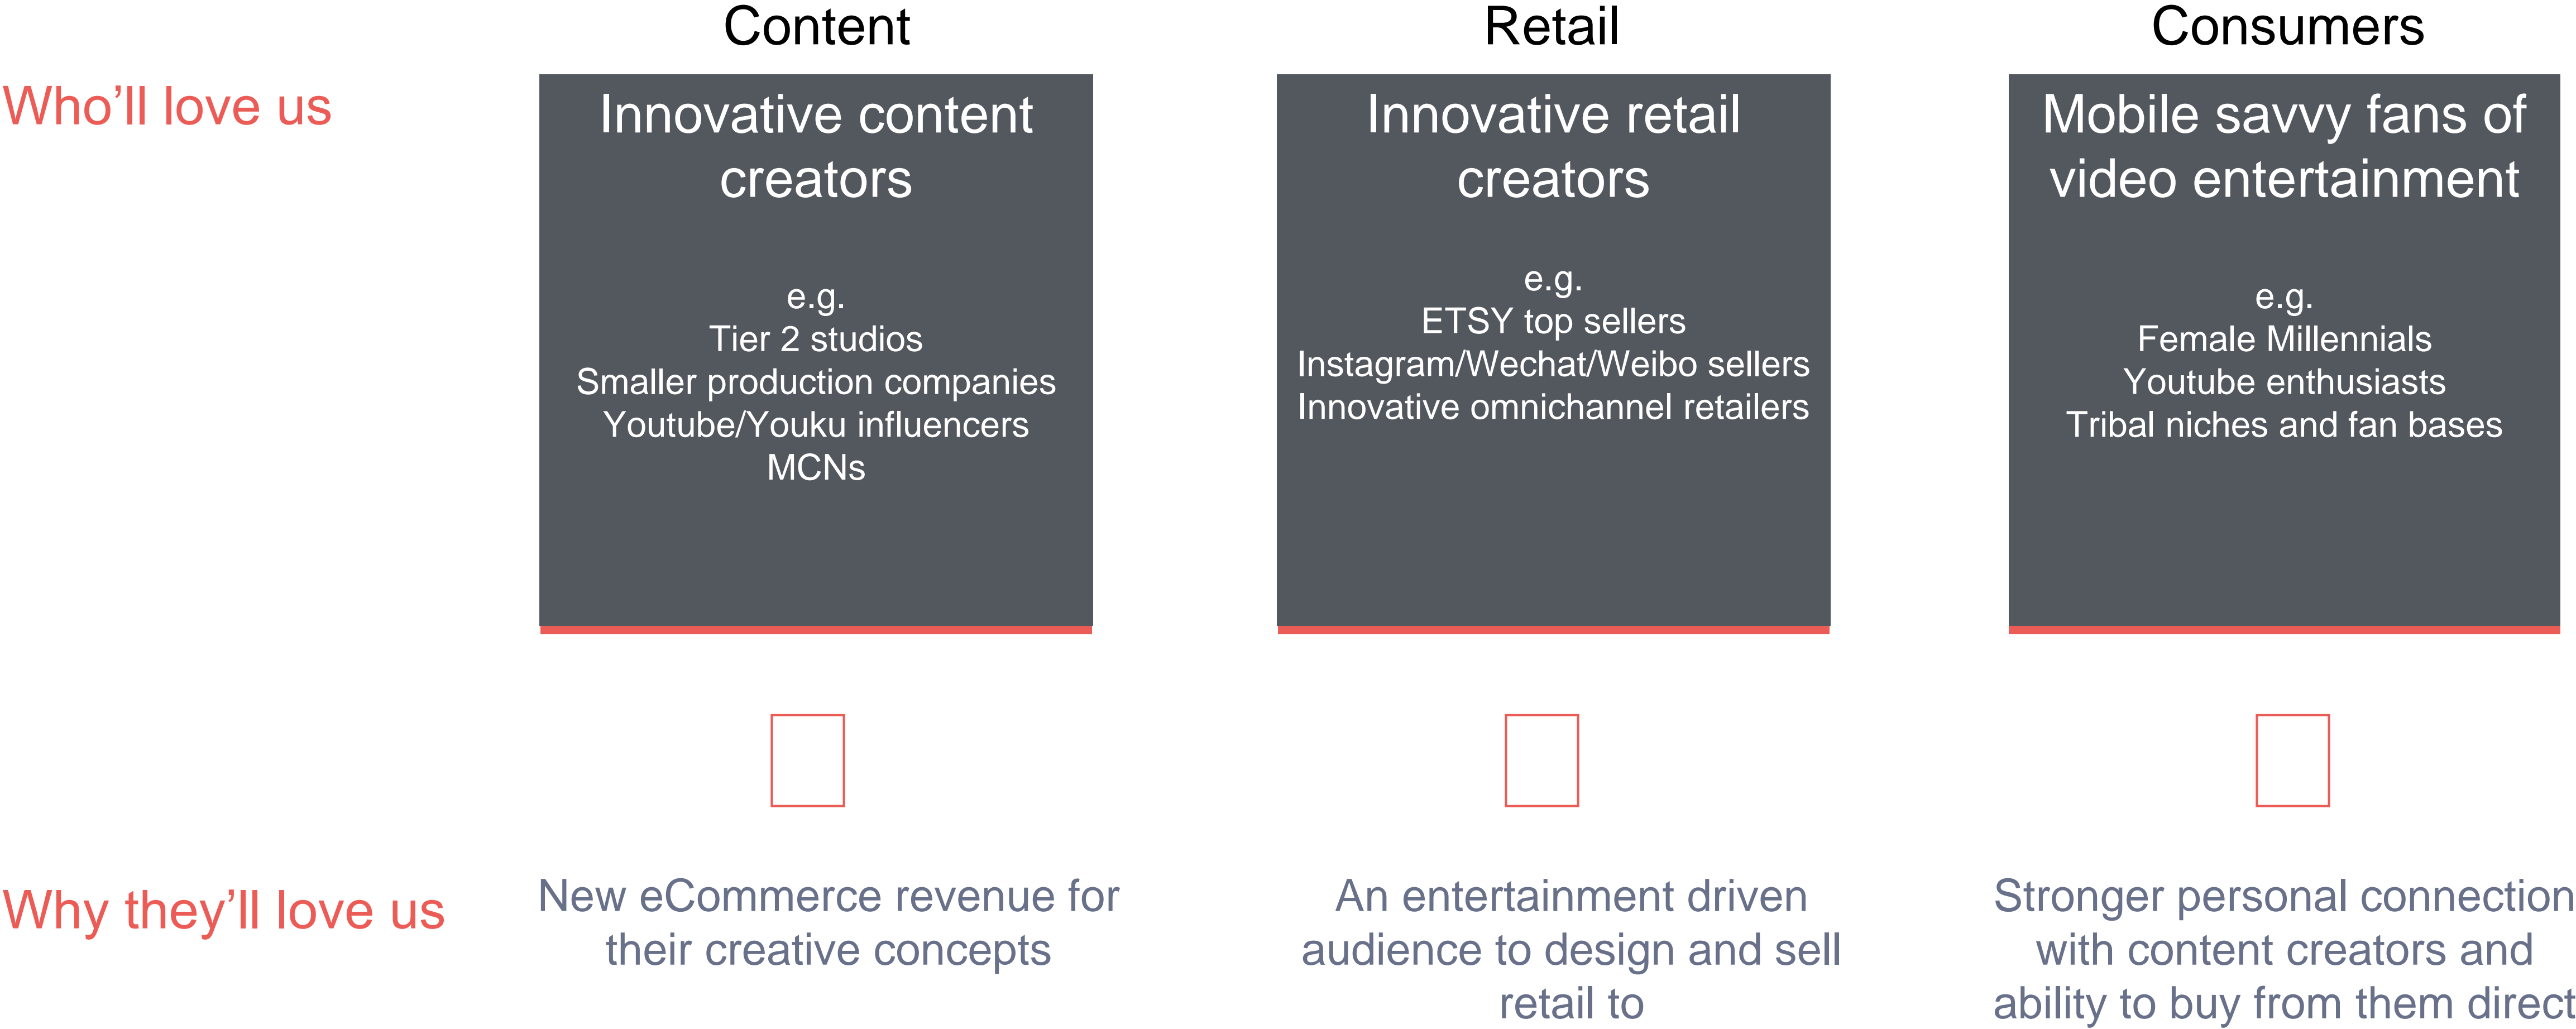 Content
Retail
Consumers
Who’ll love us
Innovative content
creators
e.g.
Tier 2 studios
Smaller production companies
Youtube/Youku influencers
MCNs
Innovative retail
creators
e.g.
ETSY top sellers
Instagram/Wechat/Weibo sellers
Innovative omnichannel retailers
Mobile savvy fans of
video entertainment
e.g.
Female Millennials
Youtube enthusiasts
Tribal niches and fan bases
Why they’ll love us
New eCommerce revenue for
their creative concepts
An entertainment driven
audience to design and sell
retail to
Stronger personal connection
with content creators and
ability to buy from them direct